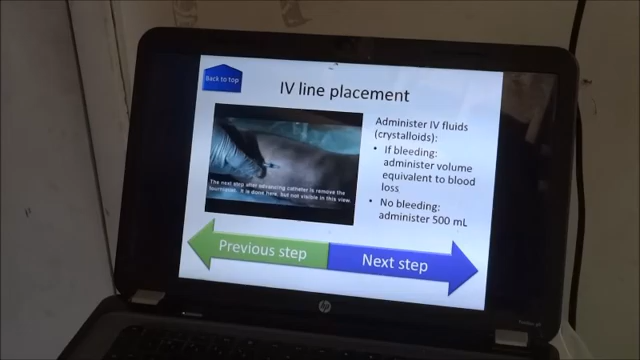 Back to top
IV line placement
The next step after advancing catheter is remove the
tourniquet. It is done here, but not visible in this view.
Administer IV fluids
(crystalloids):
• If bleeding:
administer volume
equivalent to blood
loss
• No bleeding:
administer 500 mL
Previous step
Next step
hp